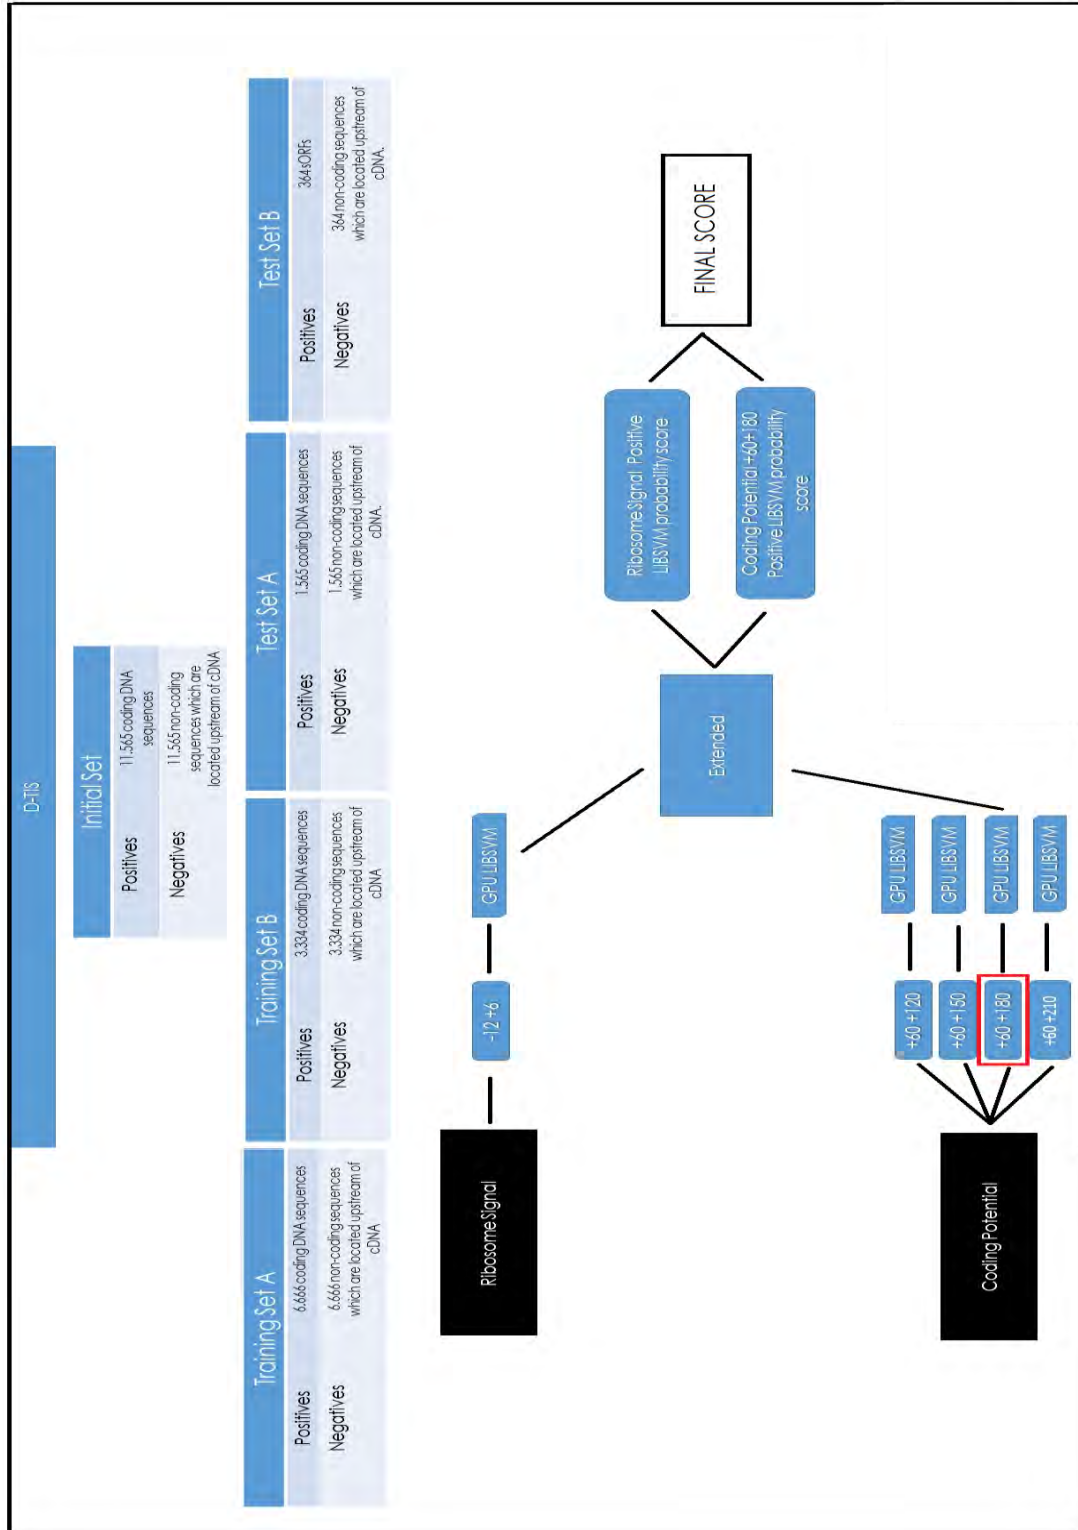 D-TIS
Initial Set
Positives
11.565 coding DNA
sequences
Negatives
11.565 non-coding
sequences which are
located upstream of cDNA
Training Set A
Positives
6.666 coding DNA sequences
Negatives
6.666 non-coding sequences
which are located upstream of
cDNA
Training Set B
Positives
3.334 coding DNA sequences
Negatives
3.334 non-coding sequences
which are located upstream of
cDNA
Test Set A
Positives
1.565 coding DNA sequences
Negatives
1.565 non-coding sequences
which are located upstream of
cDNA.
Test Set B
Positives
364 sORFs
Negatives
364 non-coding sequences
which are located upstream of
cDNA.
Ribosome Signal
-12 +6
GPU LIBSVM
Coding Potential
+60 +120
GPU LIBSVM
+60 +150
GPU LIBSVM
+60 +180
GPU LIBSVM
+60 +210
GPU LIBSVM
Extended
Ribosome Signal Positive
LIBSVM probability score
Coding Potential +60+180
Positive LIBSVM probability
score
FINAL SCORE